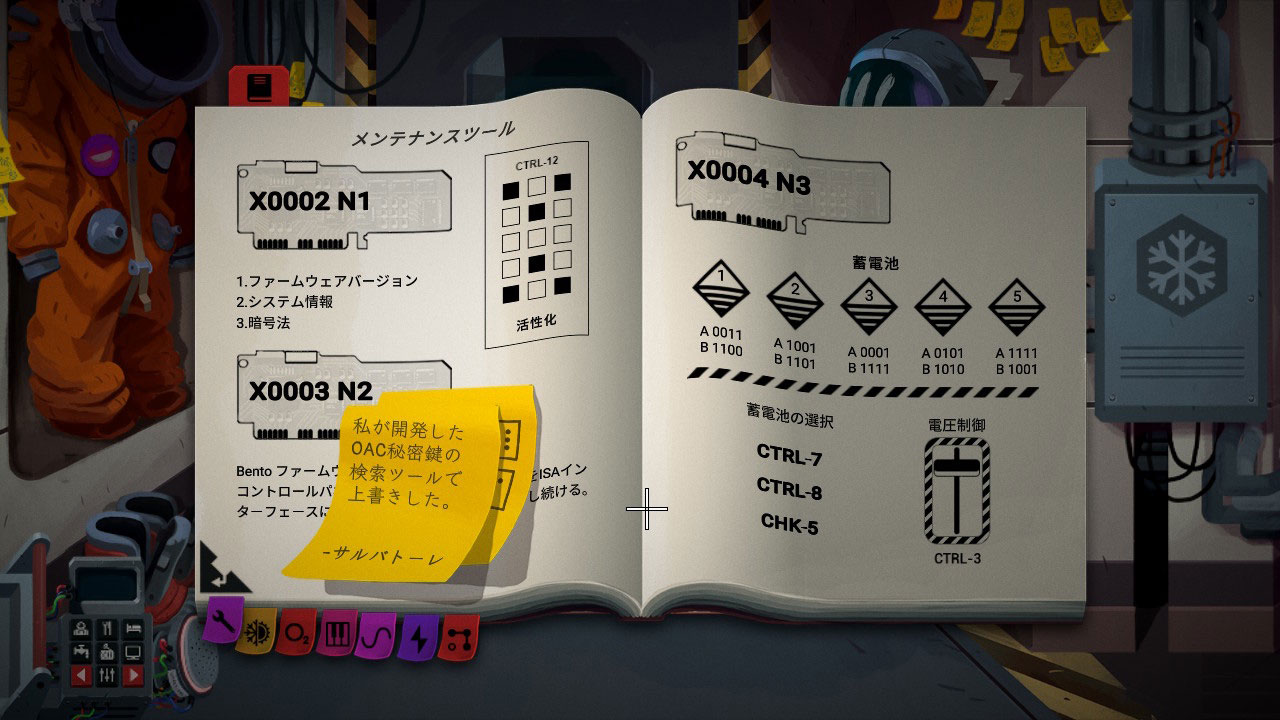 メンテナンスツール
X0002 N1
1.ファームウェアバージョン
2.システム情報
3.暗号法
CTRL-12
活性化
X0003 N2
Bento ファームウ
コントロールパ
ターフェースに
をISAイン
し続ける。
私が開発した
OAC秘密鍵の
検索ツールで
上書きした。
-サルバトーレ
X0004 N3
蓄電池
1 2 3 4 5
A 0011 A 1001 A 0001 A 0101 A 1111
B 1100 B 1101 B 1111 B 1010 B 1001
蓄電池の選択
CTRL-7
CTRL-8
CHK-5
電圧制御
CTRL-3
O2